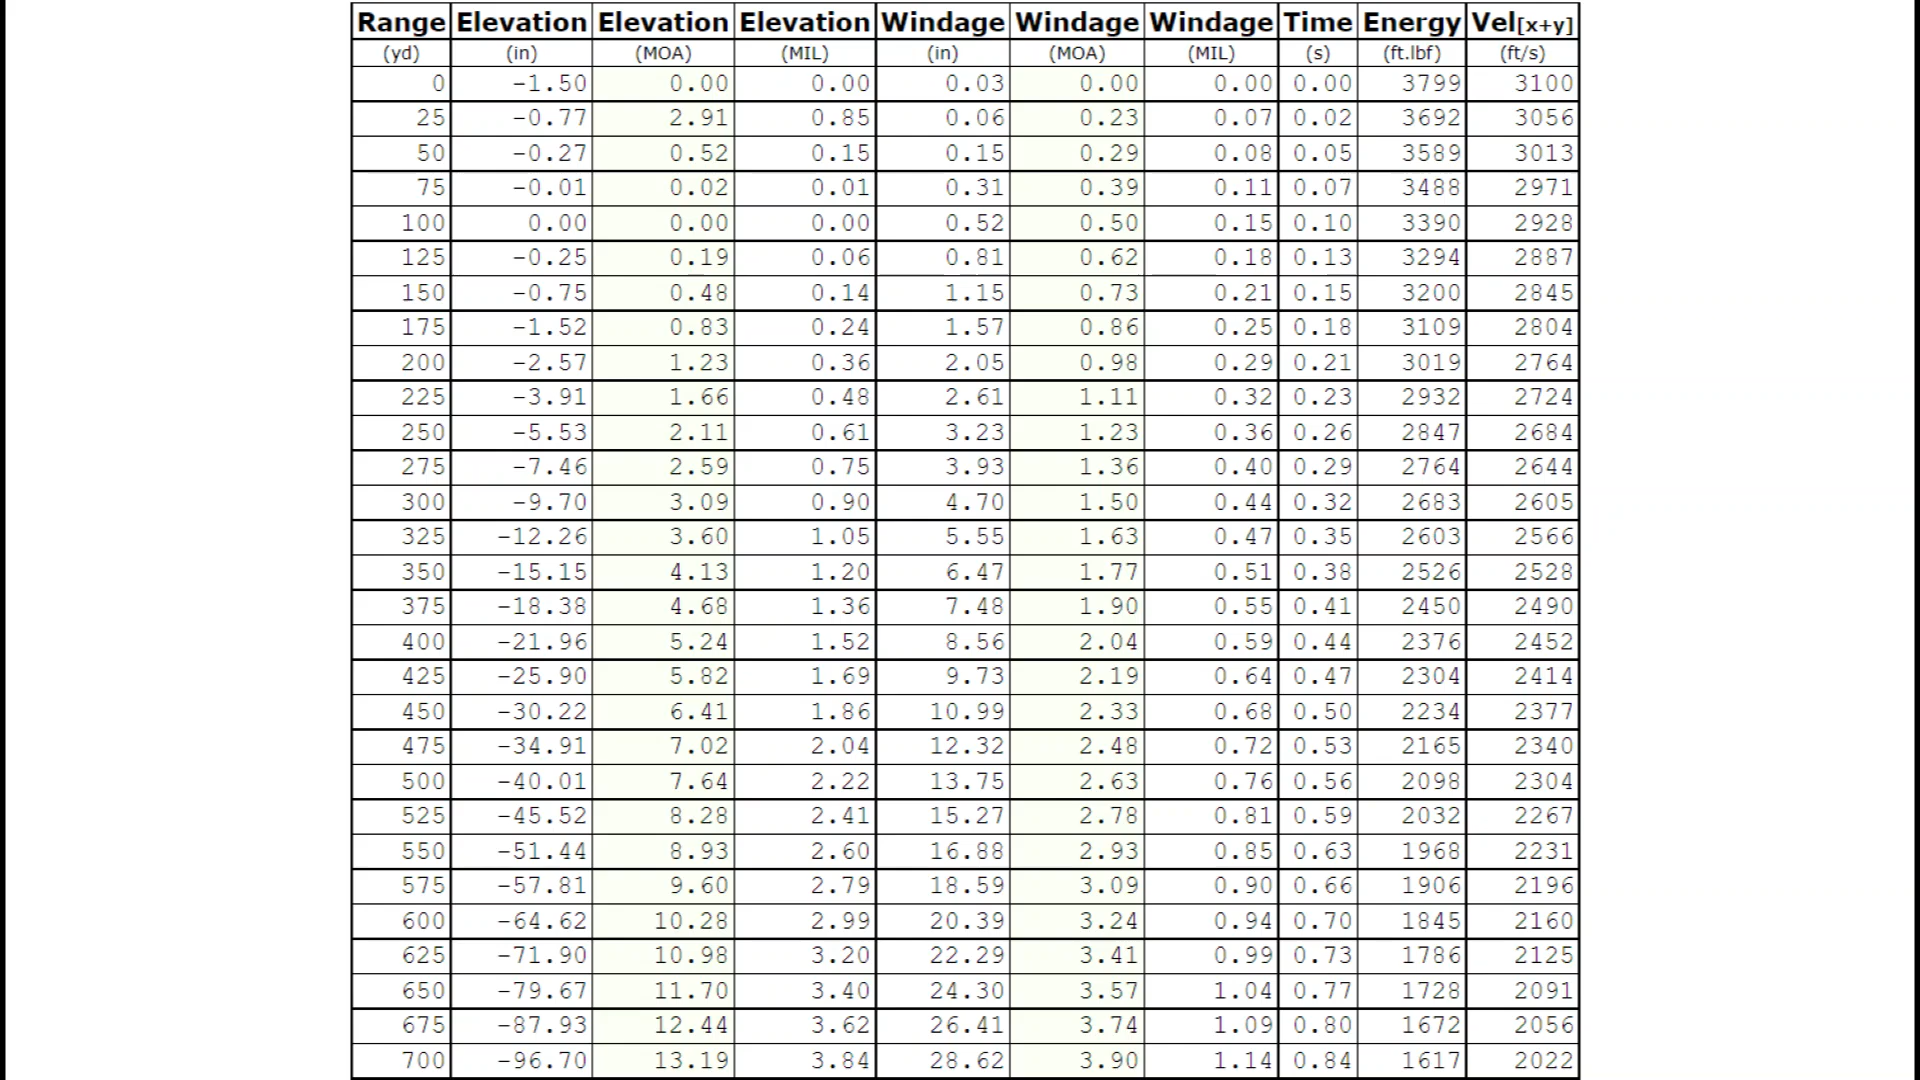 Range Elevation Elevation Elevation Windage Windage Windage Time Energy Vel[x+y]
(yd) (in) (MOA) (MIL) (in) (MOA) (MIL) (s) (ft.lbf) (ft/s)
0 -1.50 0.00 0.00 0.03 0.00 0.00 0.00 3799 3100
25 -0.77 2.91 0.85 0.06 0.23 0.07 0.02 3692 3056
50 -0.27 0.52 0.15 0.15 0.29 0.08 0.05 3589 3013
75 -0.01 0.02 0.01 0.31 0.39 0.11 0.07 3488 2971
100 0.00 0.00 0.00 0.52 0.50 0.15 0.10 3390 2928
125 -0.25 0.19 0.06 0.81 0.62 0.18 0.13 3294 2887
150 -0.75 0.48 0.14 1.15 0.73 0.21 0.15 3200 2845
175 -1.52 0.83 0.24 1.57 0.86 0.25 0.18 3109 2804
200 -2.57 1.23 0.36 2.05 0.98 0.29 0.21 3019 2764
225 -3.91 1.66 0.48 2.61 1.11 0.32 0.23 2932 2724
250 -5.53 2.11 0.61 3.23 1.23 0.36 0.26 2847 2684
275 -7.46 2.59 0.75 3.93 1.36 0.40 0.29 2764 2644
300 -9.70 3.09 0.90 4.70 1.50 0.44 0.32 2683 2605
325 -12.26 3.60 1.05 5.55 1.63 0.47 0.35 2603 2566
350 -15.15 4.13 1.20 6.47 1.77 0.51 0.38 2526 2528
375 -18.38 4.68 1.36 7.48 1.90 0.55 0.41 2450 2490
400 -21.96 5.24 1.52 8.56 2.04 0.59 0.44 2376 2452
425 -25.90 5.82 1.69 9.73 2.19 0.64 0.47 2304 2414
450 -30.22 6.41 1.86 10.99 2.33 0.68 0.50 2234 2377
475 -34.91 7.02 2.04 12.32 2.48 0.72 0.53 2165 2340
500 -40.01 7.64 2.22 13.75 2.63 0.76 0.56 2098 2304
525 -45.52 8.28 2.41 15.27 2.78 0.81 0.59 2032 2267
550 -51.44 8.93 2.60 16.88 2.93 0.85 0.63 1968 2231
575 -57.81 9.60 2.79 18.59 3.09 0.90 0.66 1906 2196
600 -64.62 10.28 2.99 20.39 3.24 0.94 0.70 1845 2160
625 -71.90 10.98 3.20 22.29 3.41 0.99 0.73 1786 2125
650 -79.67 11.70 3.40 24.30 3.57 1.04 0.77 1728 2091
675 -87.93 12.44 3.62 26.41 3.74 1.09 0.80 1672 2056
700 -96.70 13.19 3.84 28.62 3.90 1.14 0.84 1617 2022